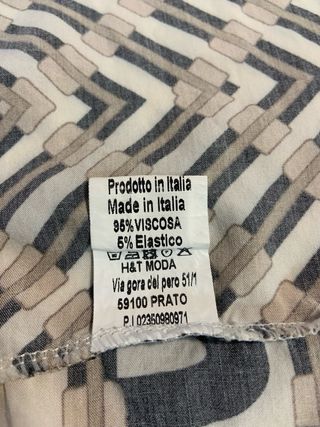 Prodotto in Italia
Made in Italia
95%VISCOSA
5% Elastico
H&T MODA
Via gora del pero 51/1
59100 PRATO
P.I 02360980971